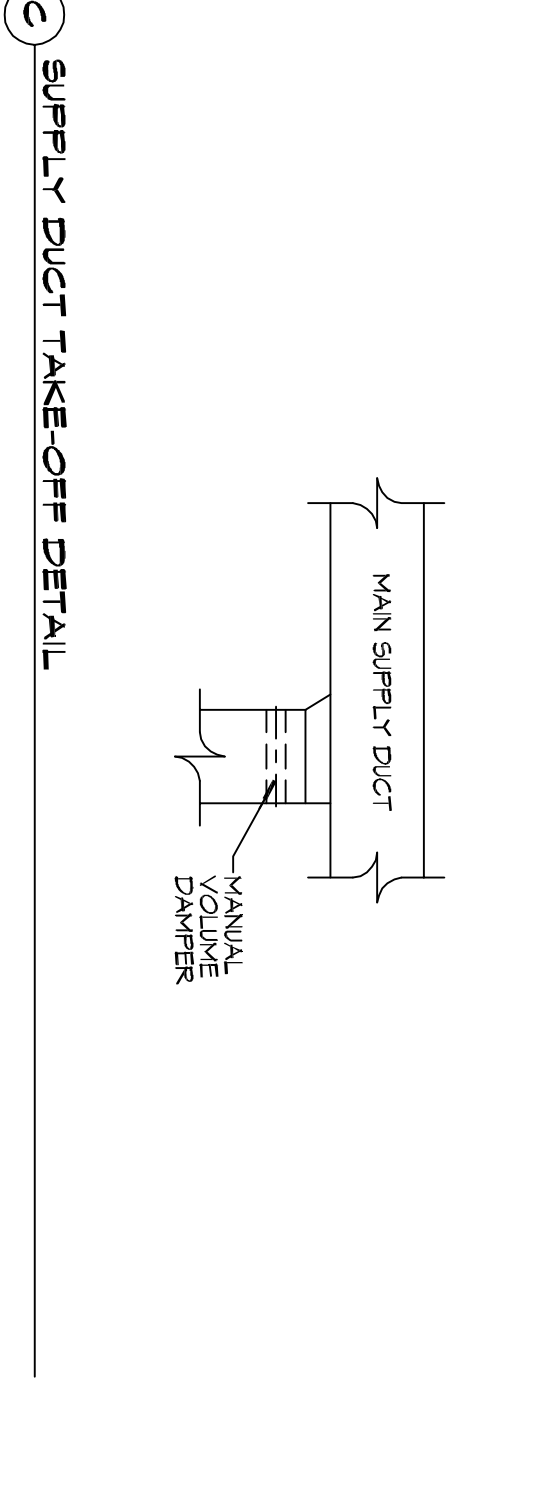 MAIN SUPPLY DUCT
MANUAL
VOLUME
DAMPER
C
SUPPLY DUCT TAKE-OFF DETAIL